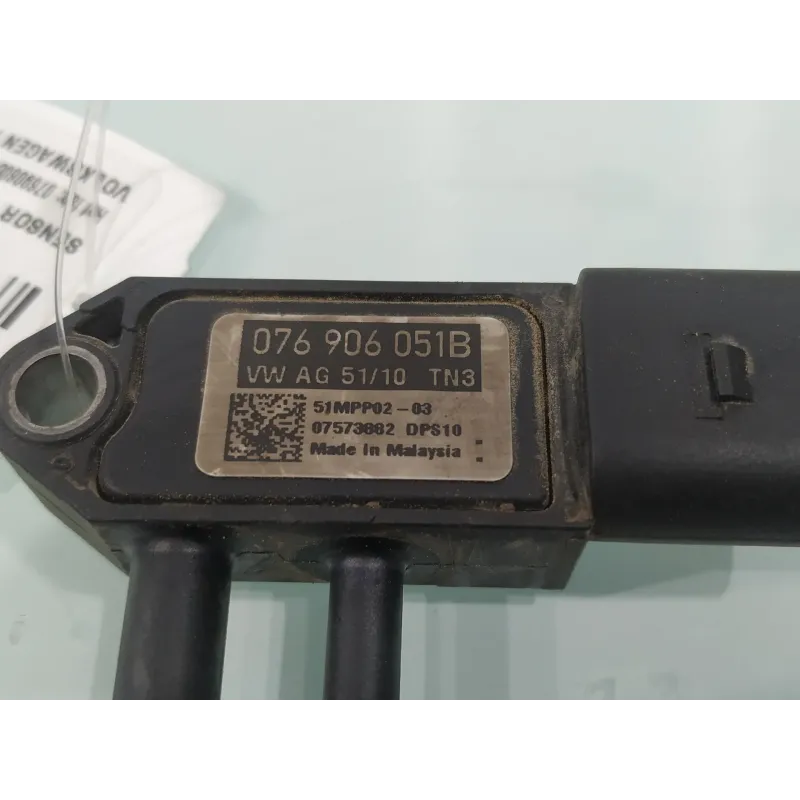 VOLKSWAGEN
SENSOR
076 906 051B
VW AG 51/10 TN3
51MPP02-03
07573882 DPS10
Made In Malaysia